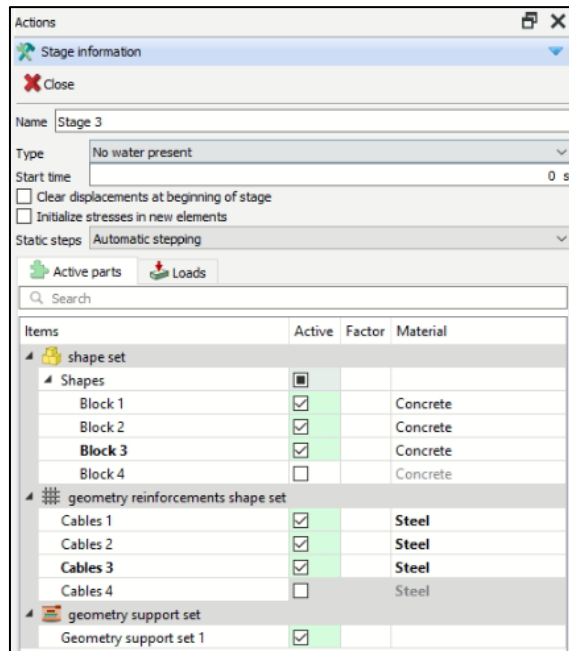 Actions
Stage information
Close
Name Stage 3
Type No water present
Start time 0 s
Clear displacements at beginning of stage
Initialize stresses in new elements
Static steps Automatic stepping
Active parts Loads
Search
Items Active Factor Material
shape set
Shapes
Block 1 Concrete
Block 2 Concrete
Block 3 Concrete
Block 4 Concrete
geometry reinforcements shape set
Cables 1 Steel
Cables 2 Steel
Cables 3 Steel
Cables 4 Steel
geometry support set
Geometry support set 1